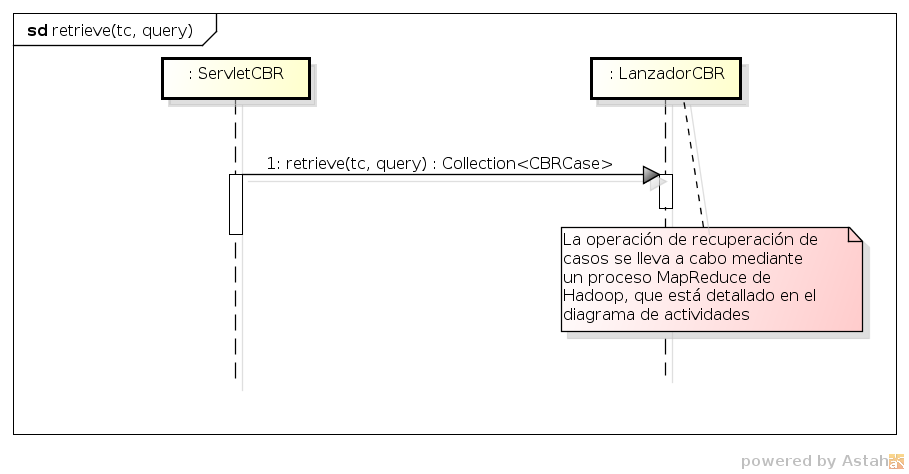 sd retrieve(tc, query)
: ServletCBR
: LanzadorCBR
1: retrieve(tc, query) : Collection<CBRCase>
La operación de recuperación de
casos se lleva a cabo mediante
un proceso MapReduce de
Hadoop, que está detallado en el
diagrama de actividades
powered by Astah